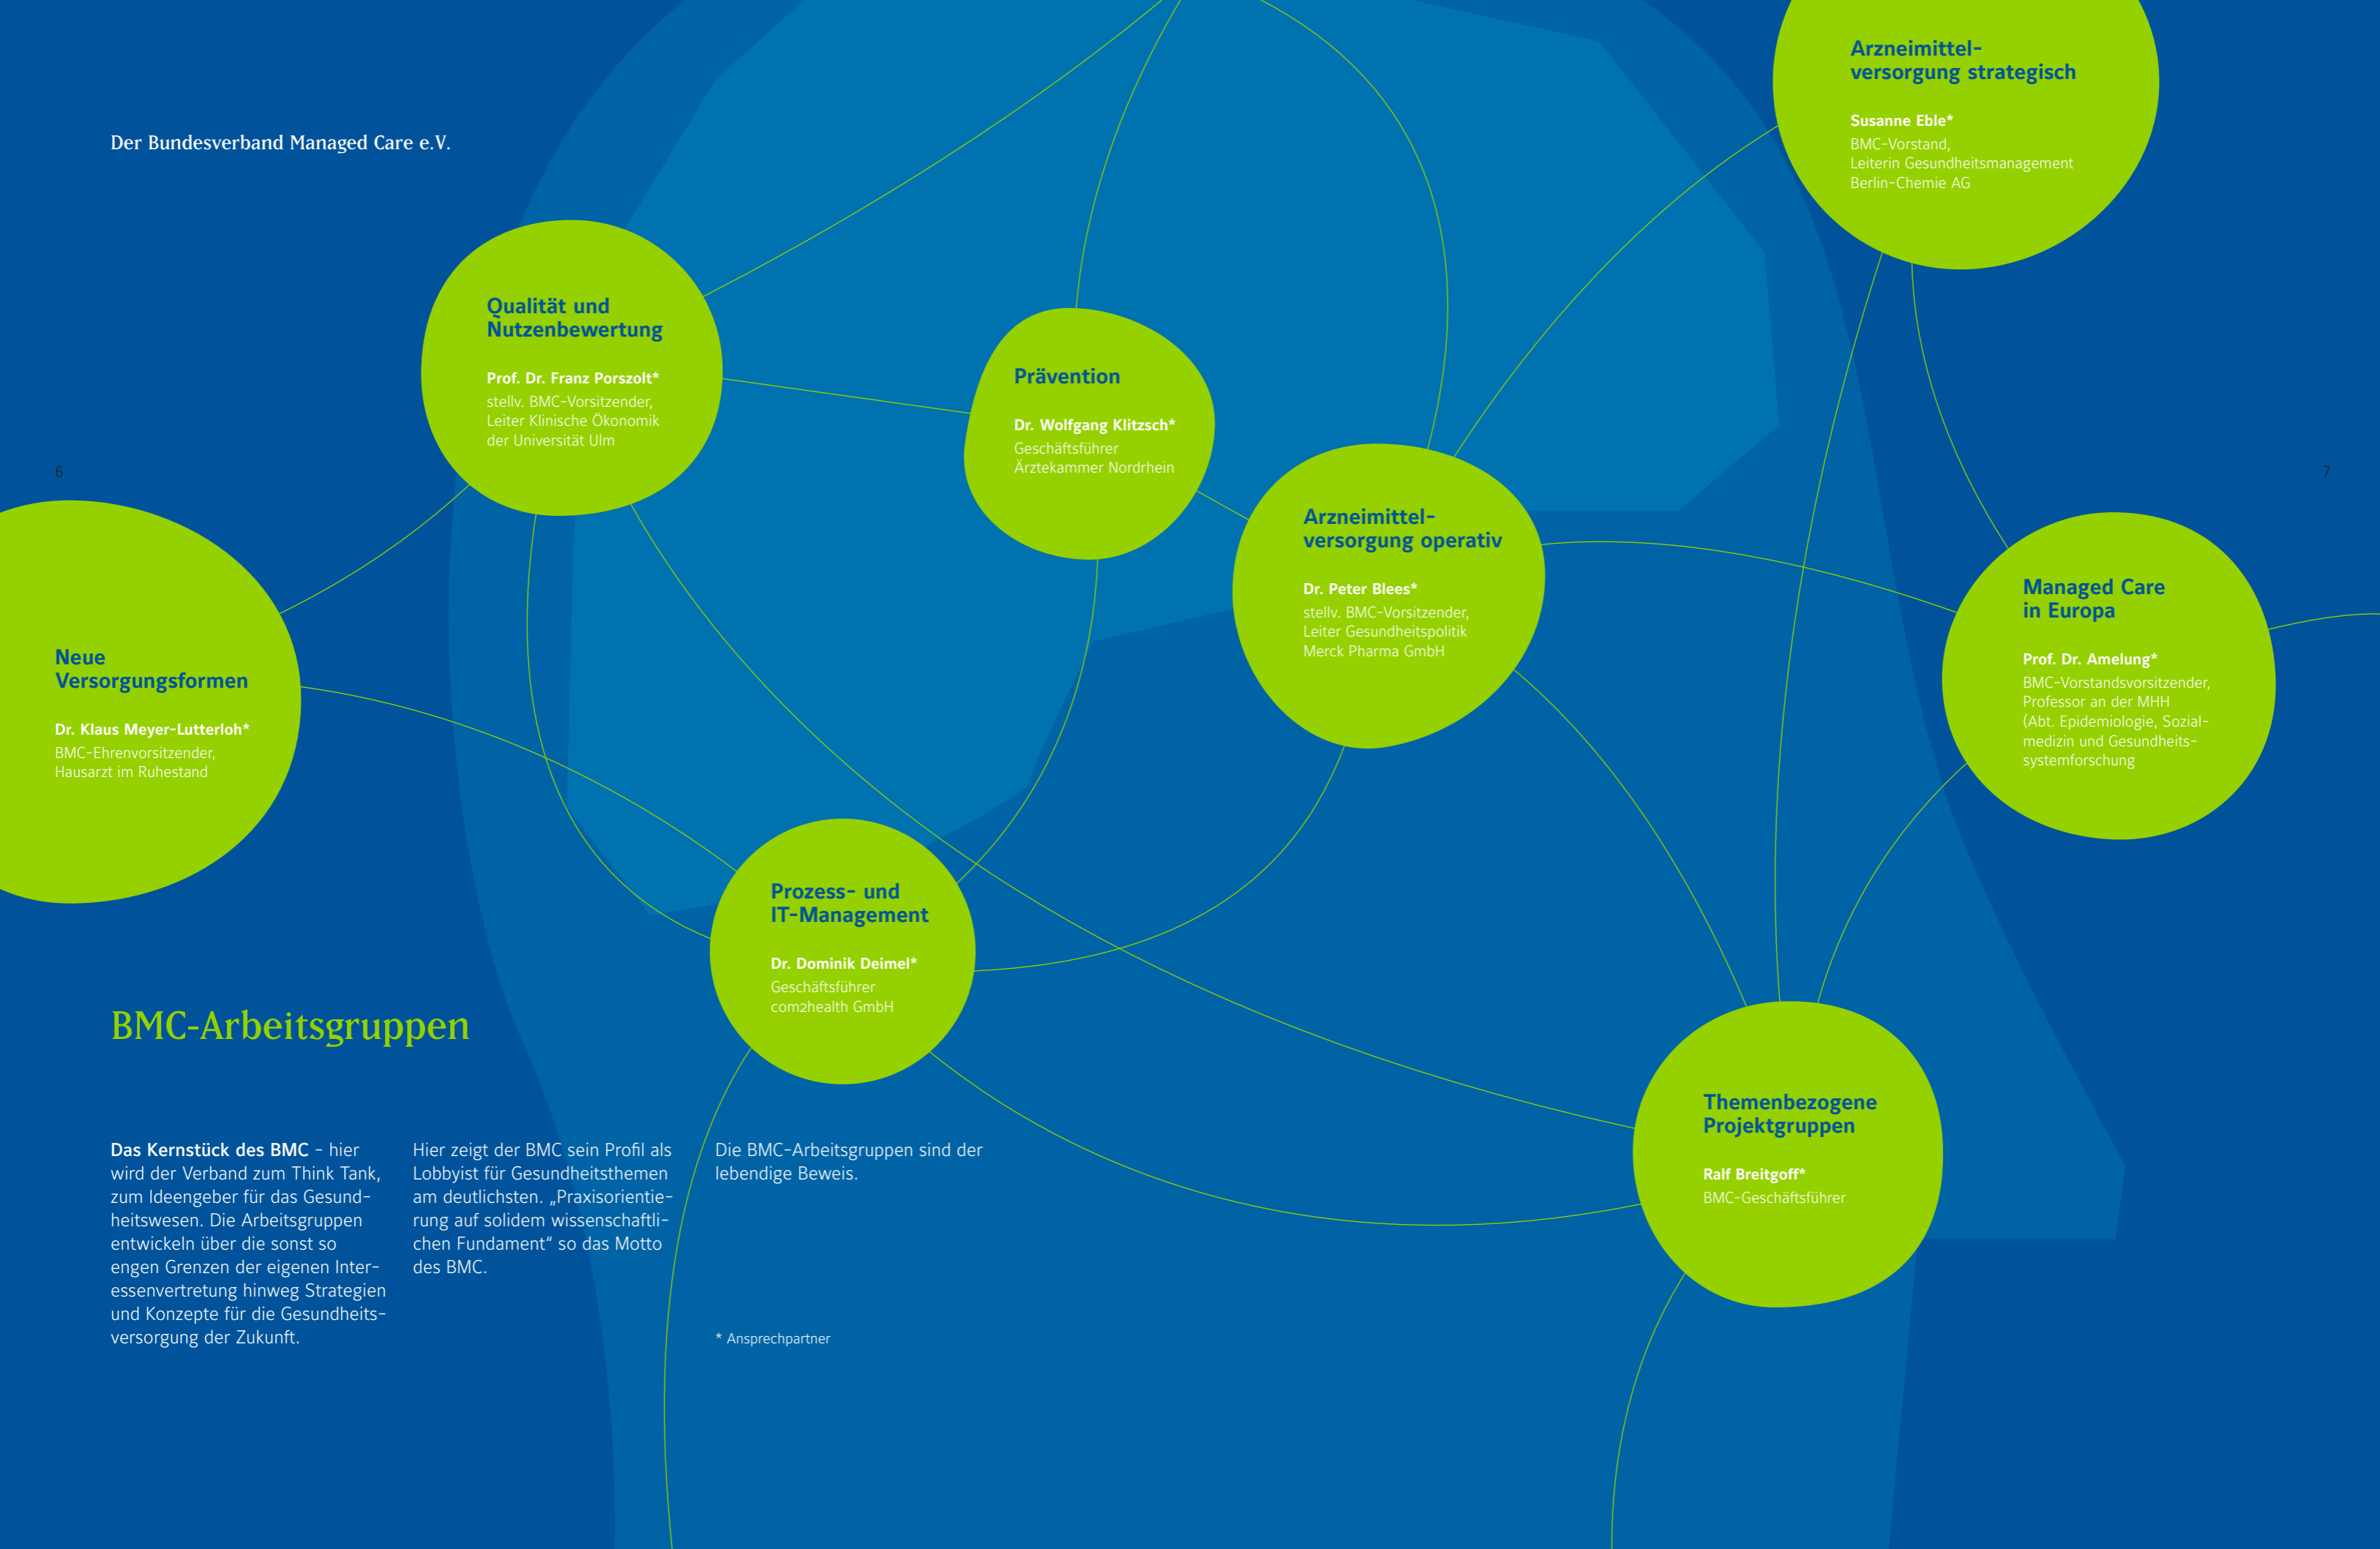 Der Bundesverband Managed Care e.V.
Arzneimittel-
versorgung strategisch
Susanne Eble*
BMC-Vorstand,
Leiterin Gesundheitsmanagement
Berlin-Chemie AG
Qualität und
Nutzenbewertung
Prof. Dr. Franz Porszolt*
stellv. BMC-Vorsitzender,
Leiter Klinische Ökonomik
der Universität Ulm
Prävention
Dr. Wolfgang Klitzsch*
Geschäftsführer
Ärztekammer Nordrhein
6
7
Arzneimittel-
versorgung operativ
Dr. Peter Blees*
stellv. BMC-Vorsitzender,
Leiter Gesundheitspolitik
Merck Pharma GmbH
Managed Care
in Europa
Prof. Dr. Amelung*
BMC-Vorstandsvorsitzender,
Professor an der MHH
(Abt. Epidemiologie, Sozial-
medizin und Gesundheits-
systemforschung
Neue
Versorgungsformen
Dr. Klaus Meyer-Lutterloh*
BMC-Ehrenvorsitzender,
Hausarzt im Ruhestand
Prozess- und
IT-Management
Dr. Dominik Deimel*
Geschäftsführer
com2health GmbH
Themenbezogene
Projektgruppen
Ralf Breitgoff*
BMC-Geschäftsführer
BMC-Arbeitsgruppen
Das Kernstück des BMC - hier
wird der Verband zum Think Tank,
zum Ideengeber für das Gesund-
heitswesen. Die Arbeitsgruppen
entwickeln über die sonst so
engen Grenzen der eigenen Inter-
essenvertretung hinweg Strategien
und Konzepte für die Gesundheits-
versorgung der Zukunft.
Hier zeigt der BMC sein Profil als
Lobbyist für Gesundheitsthemen
am deutlichsten. „Praxisorientie-
rung auf solidem wissenschaftli-
chen Fundament“ so das Motto
des BMC.
Die BMC-Arbeitsgruppen sind der
lebendige Beweis.
* Ansprechpartner